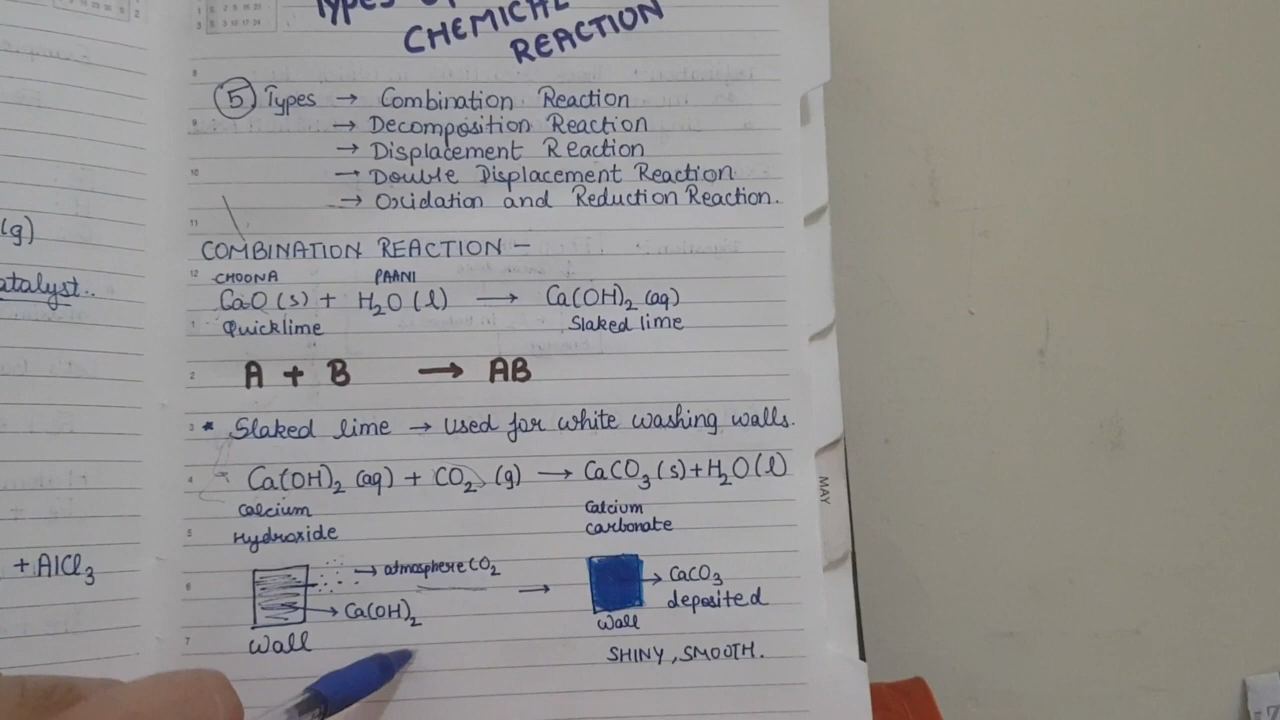 Types
CHEMICAL
REACTION
5 Types → Combination Reaction
→ Decomposition Reaction
→ Displacement Reaction
→ Double Displacement Reaction
→ Oxidation and Reduction Reaction.
COMBINATION REACTION -
CHOONA PAANI
CaO(s) + H₂O(l) → Ca(OH)₂ (aq)
Quicklime Slaked lime
A + B → AB
* Slaked lime → Used for white washing walls.
Ca(OH)₂ (aq) + CO₂ (g) → CaCO₃ (s) + H₂O(l)
Calcium Hydroxide
Calcium carbonate
→ atmosphere CO₂ →
→ Ca(OH)₂
Wall
→ CaCO₃ deposited
Wall
SHINY, SMOOTH.
(g)
+ AlCl₃
MAY